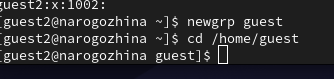 guest2:x:1002:
[guest2@narogozhina ~]$ newgrp guest
[guest2@narogozhina ~]$ cd /home/guest
[guest2@narogozhina guest]$